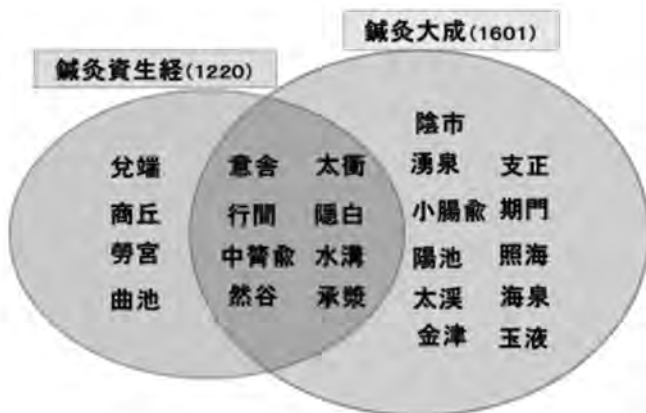 鍼灸大成(1601)
鍼灸資生経(1220)
兌端
商丘
勞宮
曲池
意舎 太衝
行間 隠白
中膂兪 水溝
然谷 承漿
陰市
湧泉 支正
小腸兪 期門
陽池 照海
太渓 海泉
金津 玉液